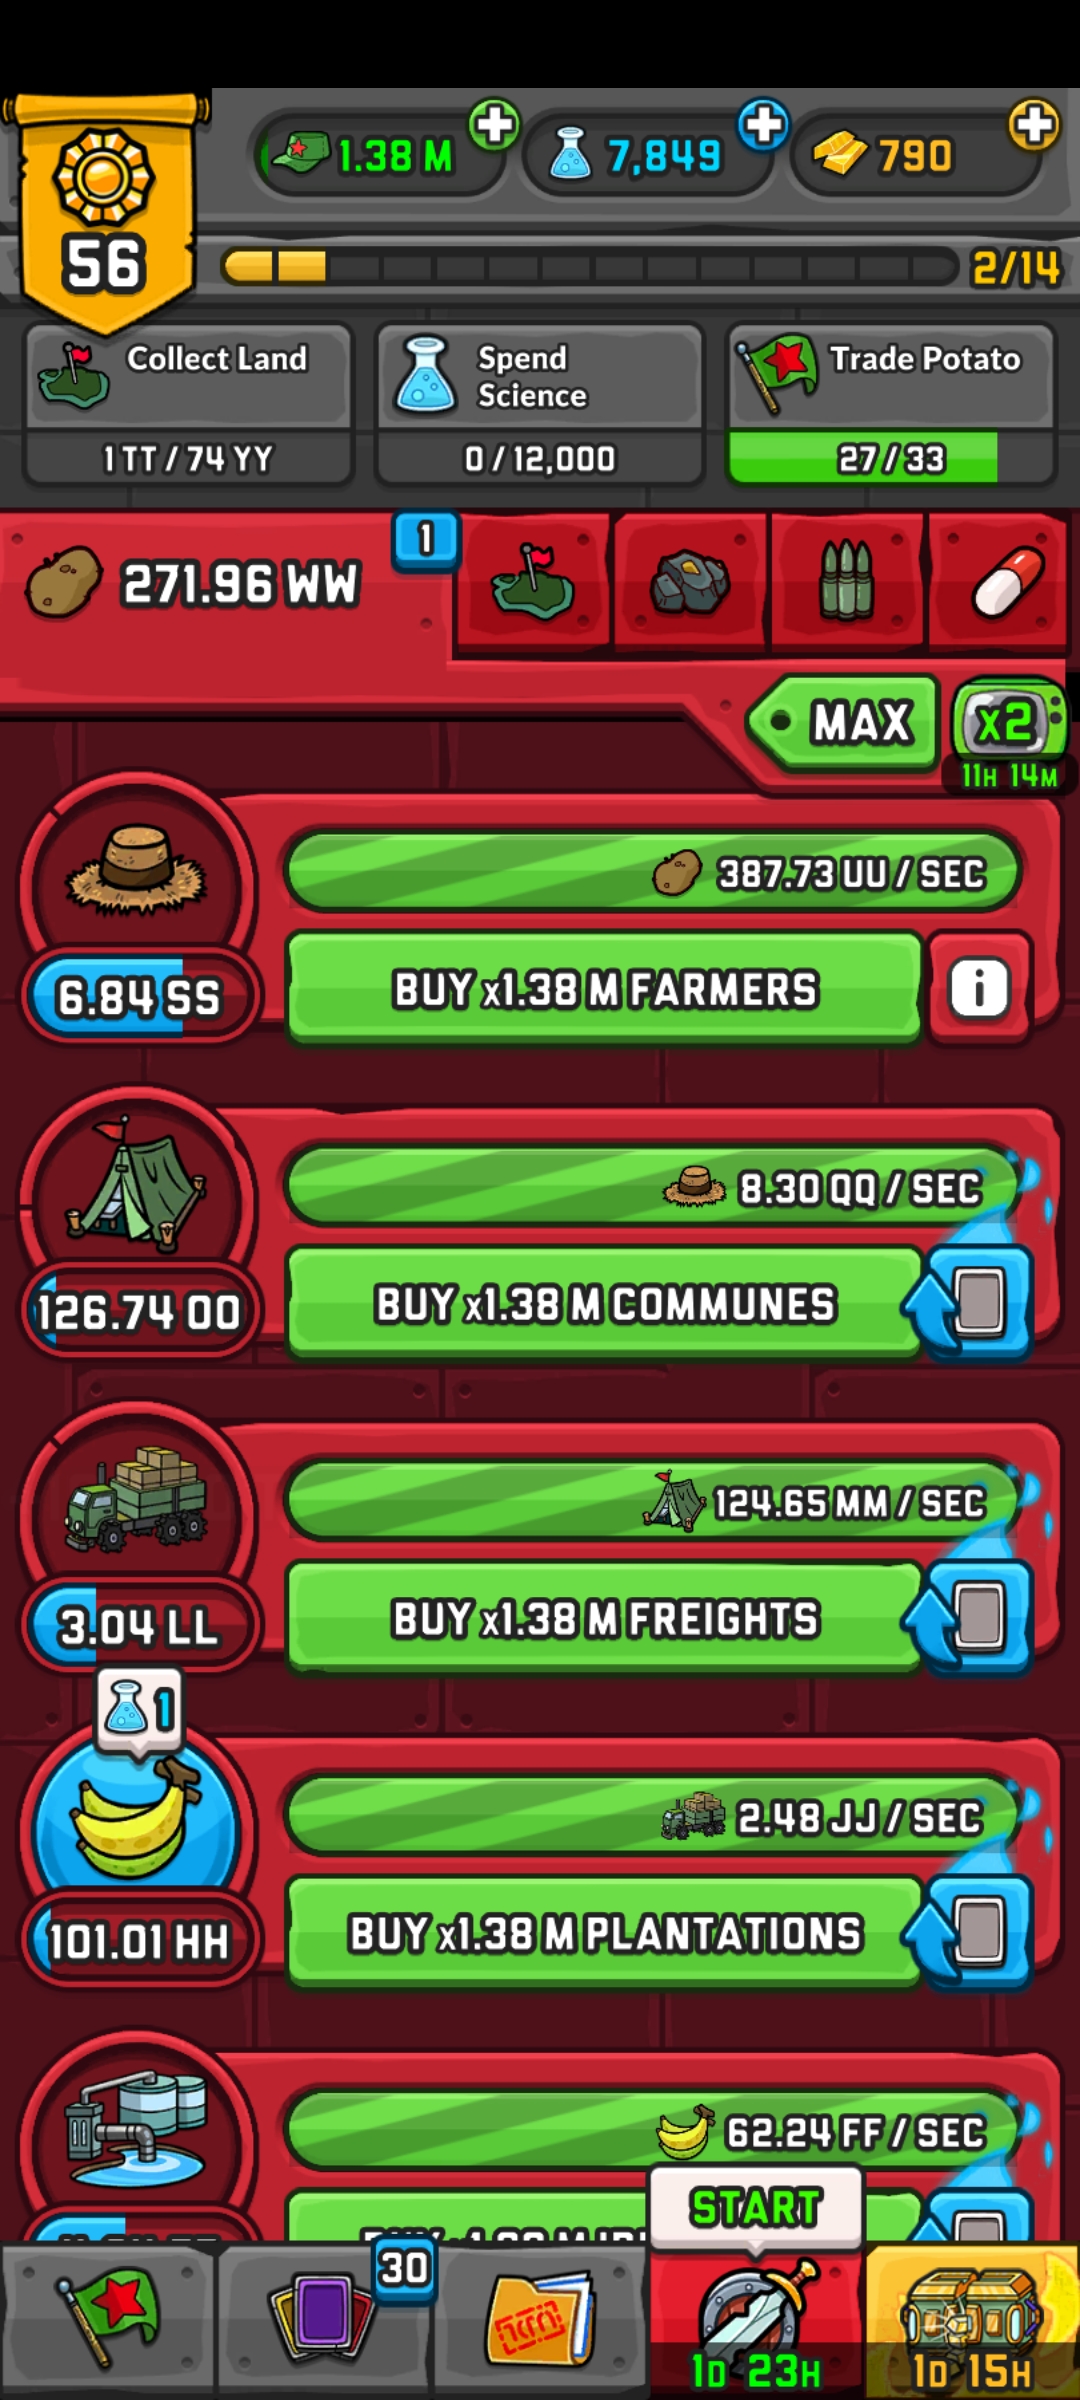 1.38 M
7,849
790
56
2/14
Collect Land
1 TT / 74 YY
Spend
Science
0 / 12,000
Trade Potato
27 / 33
271.96 WW
1
MAX
x2
11H 14M
387.73 UU / SEC
6.84 SS
BUY x1.38 M FARMERS
i
8.30 QQ / SEC
126.74 OO
BUY x1.38 M COMMUNES
124.65 MM / SEC
3.04 LL
BUY x1.38 M FREIGHTS
1
2.48 JJ / SEC
101.01 HH
BUY x1.38 M PLANTATIONS
62.24 FF / SEC
START
30
1D 23H
1D 15H